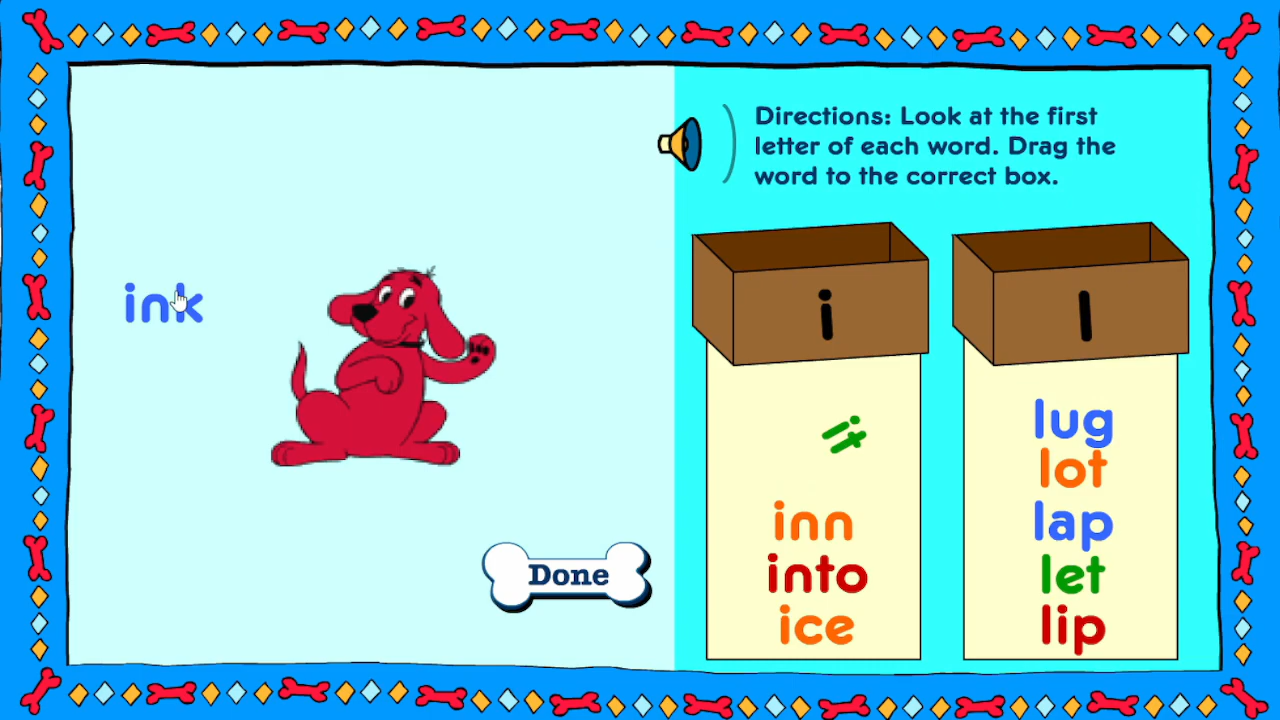 Directions: Look at the first
letter of each word. Drag the
word to the correct box.
ink
i
l
it
inn
into
ice
lug
lot
lap
let
lip
Done